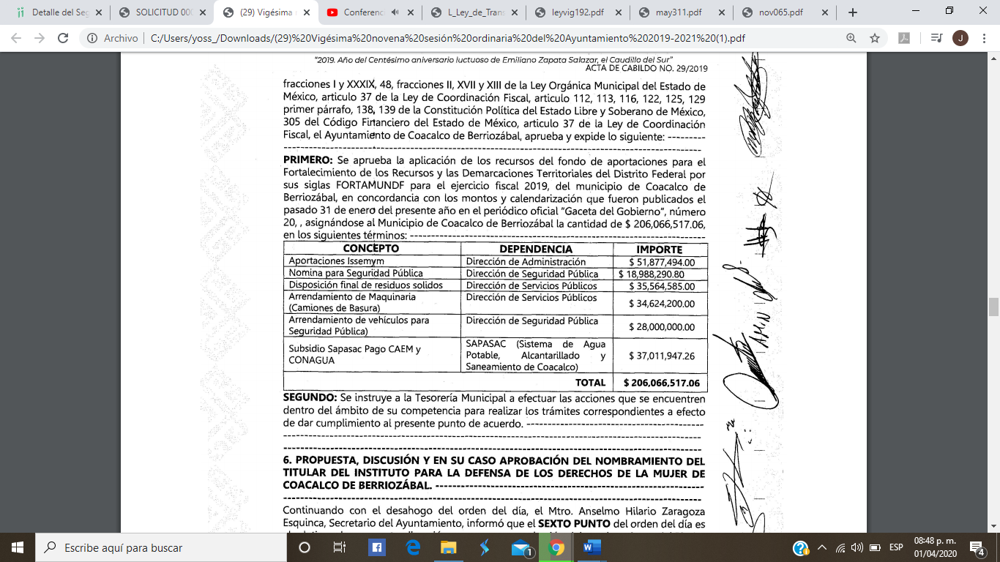 Detalle del Seg
SOLICITUD 000
(29) Vigésima
Conferenc
L_Ley_de_Trans
leyvig192.pdf
may311.pdf
nov065.pdf
Archivo | C:/Users/yoss_/Downloads/(29)%20Vigésima%20novena%20sesión%20ordinaria%20del%20Ayuntamiento%202019-2021%20(1).pdf
J
"2019. Año del Centésimo aniversario luctuoso de Emiliano Zapata Salazar, el Caudillo del Sur"
ACTA DE CABILDO NO. 29/2019
fracciones I y XXXIX, 48, fracciones II, XVII y XIII de la Ley Orgánica Municipal del Estado de
México, articulo 37 de la Ley de Coordinación Fiscal, articulo 112, 113, 116, 122, 125, 129
primer párrafo, 138, 139 de la Constitución Política del Estado Libre y Soberano de México,
305 del Código Financiero del Estado de México, articulo 37 de la Ley de Coordinación
Fiscal, el Ayuntamiento de Coacalco de Berriozábal, aprueba y expide lo siguiente: ---------
PRIMERO: Se aprueba la aplicación de los recursos del fondo de aportaciones para el
Fortalecimiento de los Recursos y las Demarcaciones Territoriales del Distrito Federal por
sus siglas FORTAMUNDF para el ejercicio fiscal 2019, del municipio de Coacalco de
Berriozábal, en concordancia con los montos y calendarización que fueron publicados el
pasado 31 de enero del presente año en el periódico oficial "Gaceta del Gobierno", número
20, , asignándose al Municipio de Coacalco de Berriozábal la cantidad de $ 206,066,517.06,
en los siguientes términos: ------------------------------------------------------------
CONCEPTO DEPENDENCIA IMPORTE
Aportaciones Issemym Dirección de Administración $ 51,877,494.00
Nomina para Seguridad Pública Dirección de Seguridad Pública $ 18,988,290.80
Disposición final de residuos solidos Dirección de Servicios Públicos $ 35,564,585.00
Arrendamiento de Maquinaria Dirección de Servicios Públicos
(Camiones de Basura) $ 34,624,200.00
Arrendamiento de vehículos para Dirección de Seguridad Pública
Seguridad Pública) $ 28,000,000.00
Subsidio Sapasac Pago CAEM y
CONAGUA
SAPASAC (Sistema de Agua
Potable, Alcantarillado y
Saneamiento de Coacalco)
$ 37,011,947.26
TOTAL $ 206,066,517.06
SEGUNDO: Se instruye a la Tesorería Municipal a efectuar las acciones que se encuentren
dentro del ámbito de su competencia para realizar los trámites correspondientes a efecto
de dar cumplimiento al presente punto de acuerdo. ------------------------------------
6. PROPUESTA, DISCUSIÓN Y EN SU CASO APROBACIÓN DEL NOMBRAMIENTO DEL
TITULAR DEL INSTITUTO PARA LA DEFENSA DE LOS DERECHOS DE LA MUJER DE
COACALCO DE BERRIOZÁBAL. ------------------------------------------------------
Continuando con el desahogo del orden del día, el Mtro. Anselmo Hilario Zaragoza
Esquinca, Secretario del Ayuntamiento, informó que el SEXTO PUNTO del orden del día es
Escribe aquí para buscar
1
ESP
08:48 p. m.
01/04/2020
4